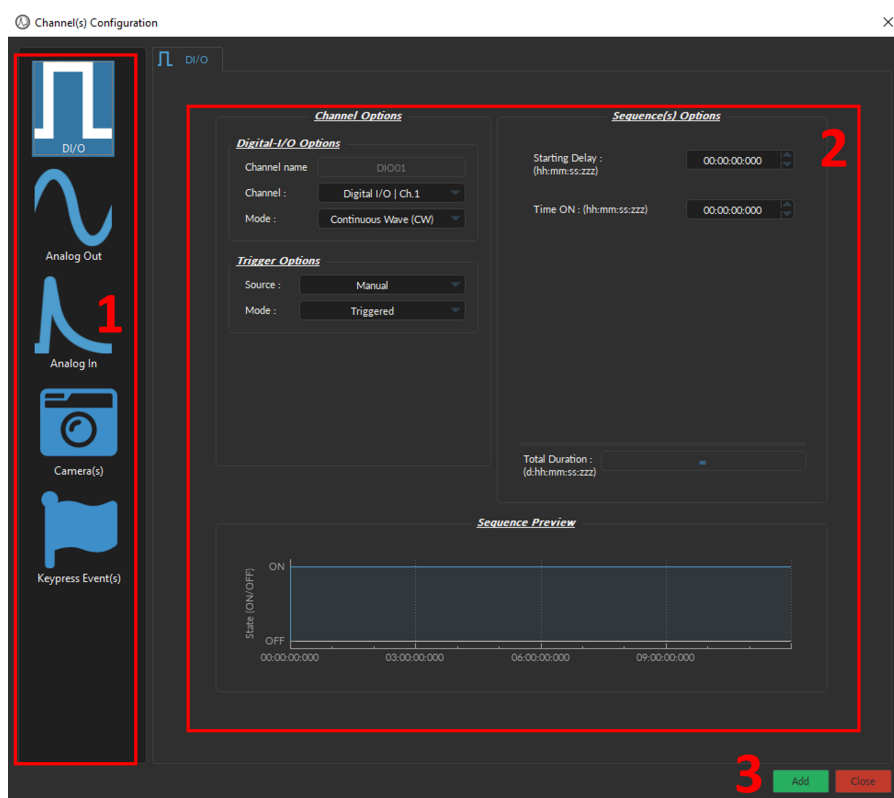 Channel(s) Configuration
DI/O
Analog Out
1
Analog In
Camera(s)
Keypress Event(s)
DI/O
Channel Options
Digital-I/O Options
Channel name DIO01
Channel : Digital I/O | Ch.1
Mode : Continuous Wave (CW)
Trigger Options
Source : Manual
Mode : Triggered
Sequence(s) Options
2
Starting Delay :
(hh:mm:ss:zzz)
00:00:00:000
Time ON : (hh:mm:ss:zzz) 00:00:00:000
Total Duration :
(d:hh:mm:ss:zzz)
∞
Sequence Preview
State (ON/OFF)
ON
OFF
00:00:00:000 03:00:00:000 06:00:00:000 09:00:00:000
3
Add Close